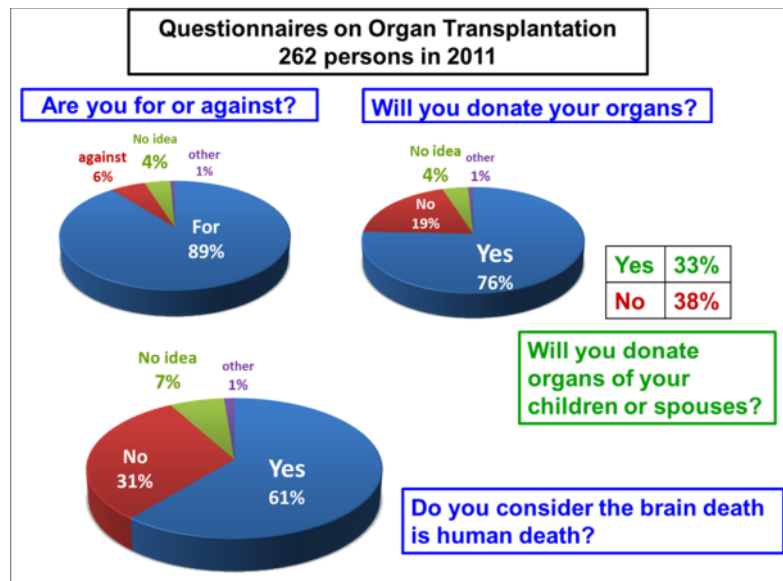 Questionnaires on Organ Transplantation
262 persons in 2011
Are you for or against?
against
6%
No idea
4%
other
1%
For
89%
Will you donate your organs?
No idea
4%
other
1%
No
19%
Yes
76%
Yes 33%
No 38%
Will you donate
organs of your
children or spouses?
No idea
7%
other
1%
No
31%
Yes
61%
Do you consider the brain death
is human death?